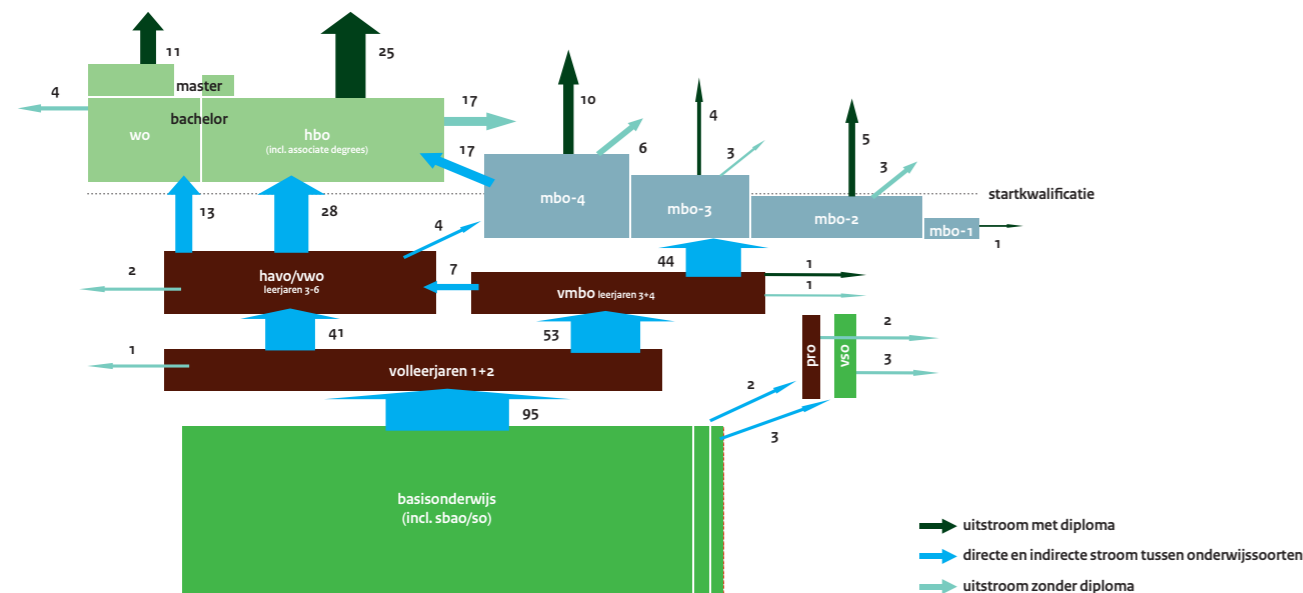 11
25
4
master
bachelor
wo
hbo
(incl. associate degrees)
17
17
10
6
4
3
5
3
mbo-4
mbo-3
mbo-2
mbo-1
startkwalificatie
1
13
28
4
2
havo/vwo
leerjaren 3-6
7
44
vmbo leerjaren 3+4
1
1
1
41
53
volleerjaren 1+2
pro
vso
2
3
2
3
95
basisonderwijs
(incl. sbao/so)
uitstroom met diploma
directe en indirecte stroom tussen onderwijssoorten
uitstroom zonder diploma